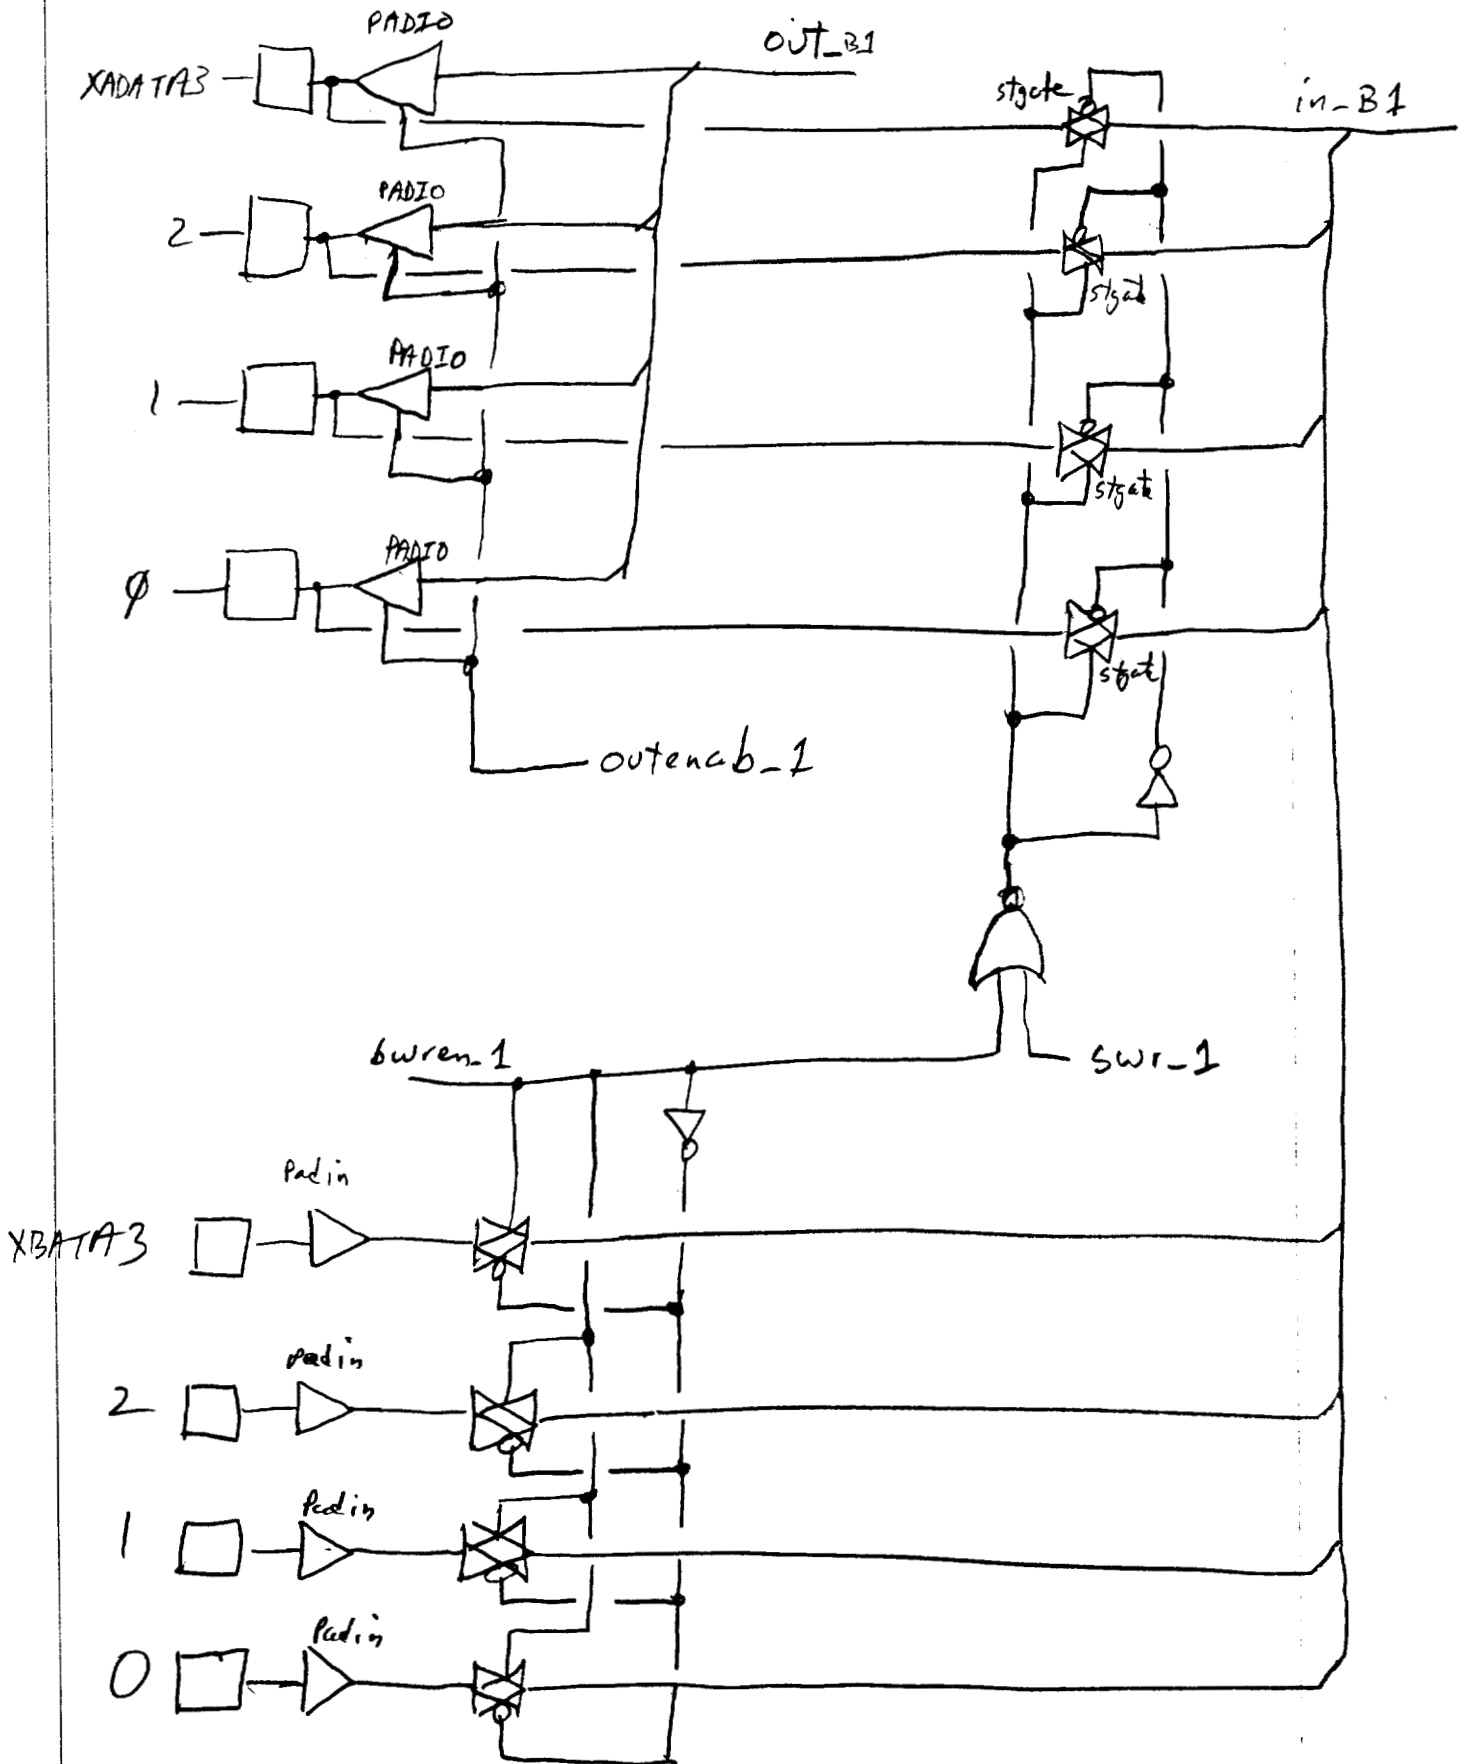 PADIO
out_B1
XADATA3
stgate
in_B1
PADIO
2
stgate
PADIO
1
stgate
PADIO
φ
stgate
outenab_1
bwren_1
swr_1
Padin
XBATA3
padin
2
Padin
1
Padin
0